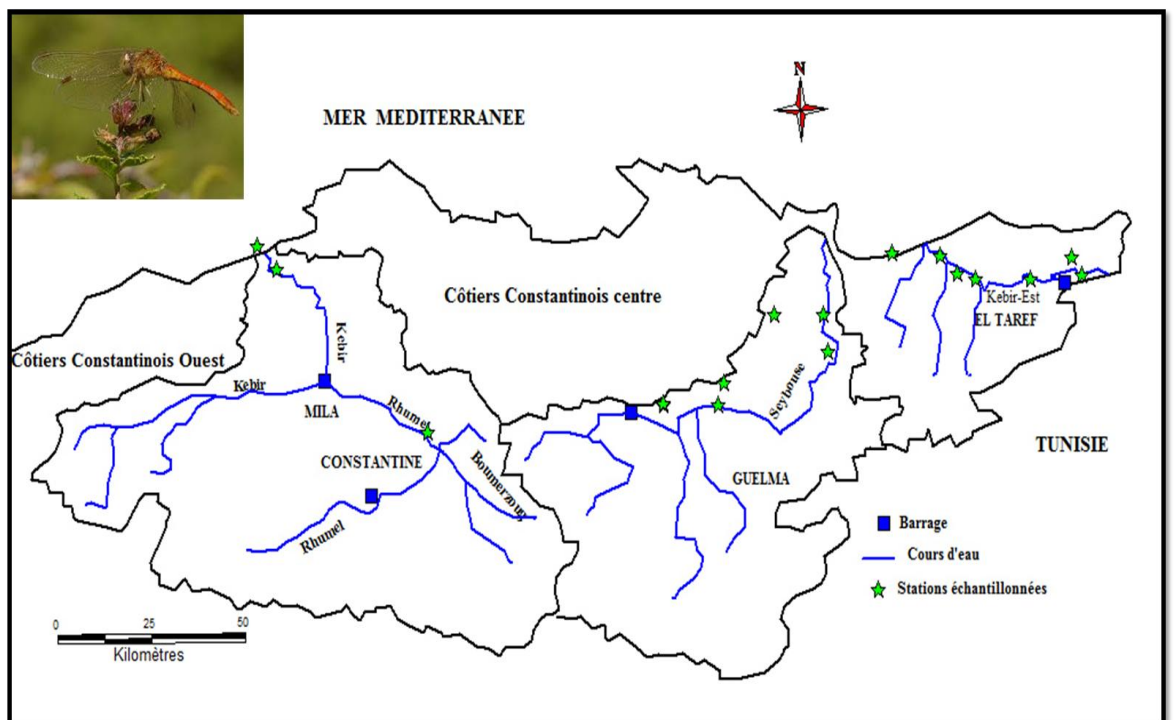 N
MER MEDITERRANEE
Côtiers Constantinois centre
Kebir-Est
EL TAREF
Côtiers Constantinois Ouest
Kebir
Kebir
MILA
Rhumel
Seybouse
TUNISIE
CONSTANTINE
Boumerzoug
GUELMA
Rhumel
Barrage
Cours d'eau
Stations échantillonnées
0 25 50
Kilomètres